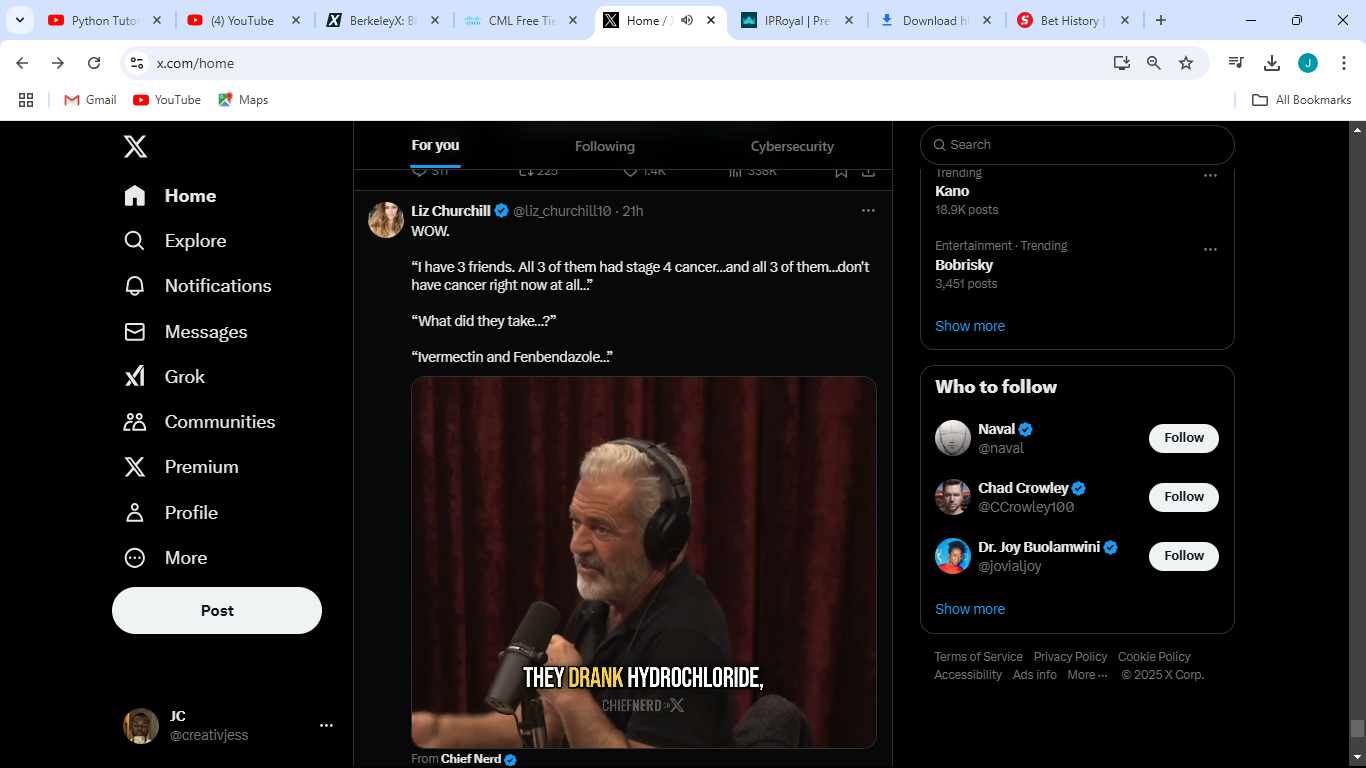 Python Tutor
(4) YouTube
BerkeleyX: Bl
CML Free Tie
Home / X
IPRoyal | Pre
Download hi
Bet History |
x.com/home
J
Gmail
YouTube
Maps
All Bookmarks
Home
Explore
Notifications
Messages
Grok
Communities
Premium
Profile
More
Post
JC
@creativjess
For you
Following
Cybersecurity
311
225
1.4K
338K
Liz Churchill @liz_churchill10 · 21h
WOW.
“I have 3 friends. All 3 of them had stage 4 cancer...and all 3 of them...don't
have cancer right now at all...”
“What did they take...?”
“Ivermectin and Fenbendazole...”
THEY DRANK HYDROCHLORIDE,
CHIEFNERD
From Chief Nerd
Search
Trending
Kano
18.9K posts
Entertainment · Trending
Bobrisky
3,451 posts
Show more
Who to follow
Naval
@naval
Follow
Chad Crowley
@CCrowley100
Follow
Dr. Joy Buolamwini
@jovialjoy
Follow
Show more
Terms of Service Privacy Policy Cookie Policy
Accessibility Ads info More ··· © 2025 X Corp.